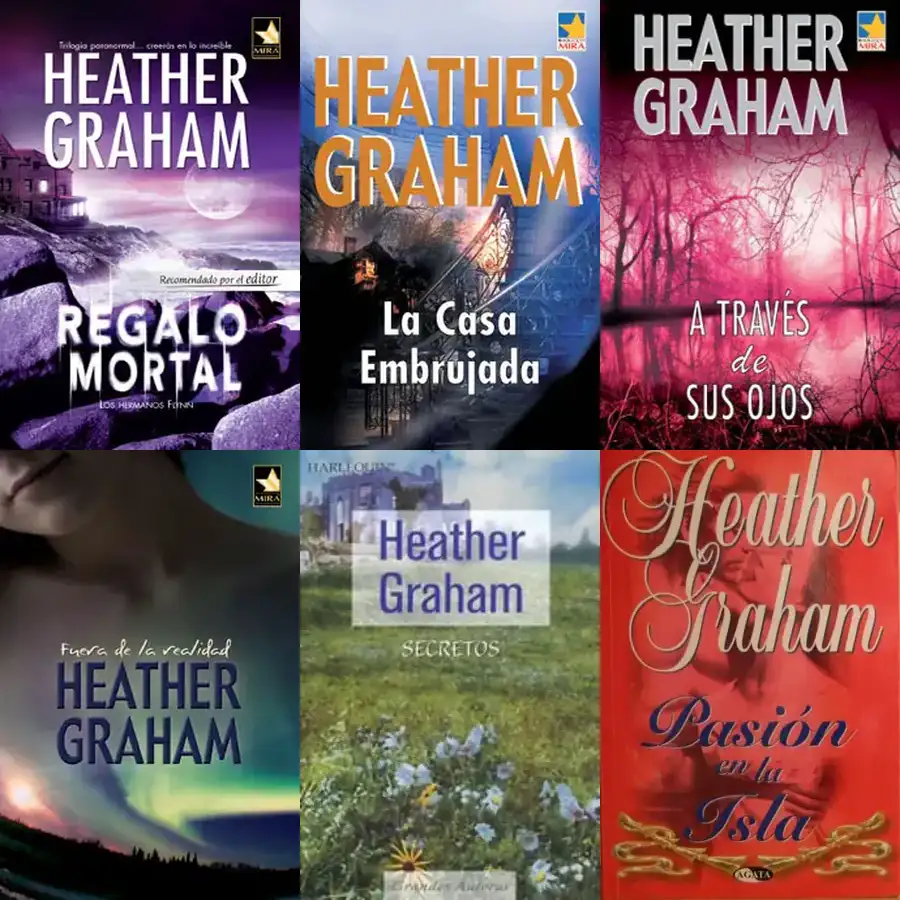 Trilogía paranormal... creerás en lo increíble
MIRA
HEATHER
GRAHAM
Recomendado por el editor
REGALO
MORTAL
LOS HERMANOS FLYNN
MIRA
HEATHER
GRAHAM
La Casa
Embrujada
MIRA
HEATHER
GRAHAM
A TRAVÉS
de
SUS OJOS
MIRA
Fuera de la realidad
HEATHER
GRAHAM
HARLEQUIN
Heather
Graham
SECRETOS
Grandes Autoras
Heather
Graham
Pasión
en la
Isla
AGATA